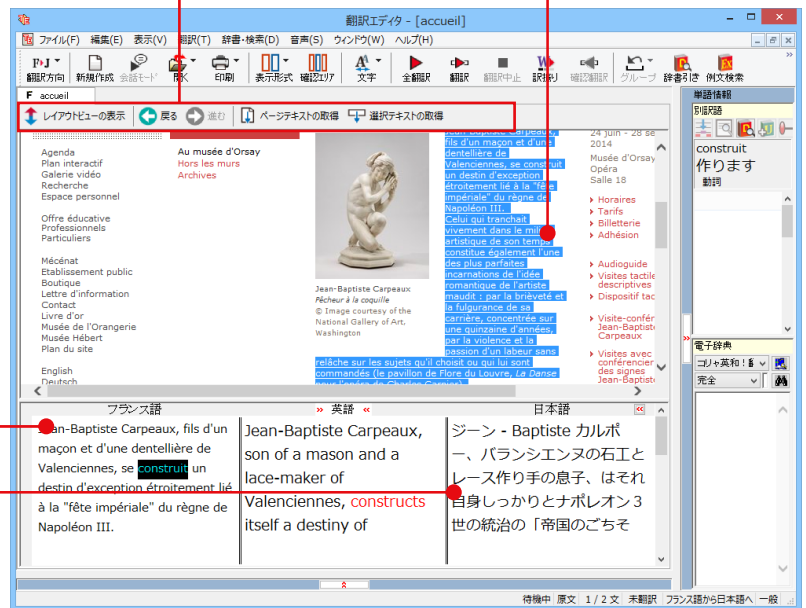 翻訳エディタ - [accueil]
ファイル(F) 編集(E) 表示(V) 翻訳(T) 辞書・検索(D) 音声(S) ウィンドウ(W) ヘルプ(H)
翻訳方向 新規作成 会話モード 開く 印刷 表示形式 確認エリア 文字 全翻訳 翻訳 翻訳中止 訳振り 確認翻訳 グループ 辞書引き 例文検索
F accueil
レイアウトビューの表示 戻る 進む ページテキストの取得 選択テキストの取得
Agenda
Plan interactif
Galerie vidéo
Recherche
Espace personnel
Offre éducative
Professionnels
Particuliers
Mécénat
Etablissement public
Boutique
Lettre d'information
Contact
Livre d'or
Musée de l'Orangerie
Musée Hébert
Plan du site
English
Deutsch
Au musée d'Orsay
Hors les murs
Archives
Jean-Baptiste Carpeaux
Pêcheur à la coquille
© Image courtesy of the
National Gallery of Art,
Washington
Jean-Baptiste Carpeaux,
fils d'un maçon et d'une
dentellière de
Valenciennes, se construit
un destin d'exception
étroitement lié à la "fête
impériale" du règne de
Napoléon III.
Celui qui tranchait
vivement dans le milieu
artistique de son temps
constitue également l'une
des plus parfaites
incarnations de l'idée
romantique de l'artiste
maudit : par la brièveté et
la fulgurance de sa
carrière, concentrée sur
une quinzaine d'années,
par la violence et la
passion d'un labeur sans
relâche sur les sujets qu'il choisit ou qui lui sont
commandés (le pavillon de Flore du Louvre, La Danse
pour l'opéra de Charles Garnier).
24 juin - 28 se
2014
Musée d'Orsay
Opéra
Salle 18
Horaires
Tarifs
Billetterie
Adhésion
Audioguide
Visites tactile
descriptives
Dispositif tac
Visite-confér
Jean-Baptiste
Carpeaux
Visites avec
conférencier
des signes
Jean-Baptist
フランス語 » 英語 « 日本語 «
Jean-Baptiste Carpeaux, fils d'un
maçon et d'une dentellière de
Valenciennes, se construit un
destin d'exception étroitement lié
à la "fête impériale" du règne de
Napoléon III.
Jean-Baptiste Carpeaux,
son of a mason and a
lace-maker of
Valenciennes, constructs
itself a destiny of
ジーン - Baptiste カルポ
ー、バランシエンヌの石工と
レース作り手の息子、はそれ
自身しっかりとナポレオン3
世の統治の「帝国のごちそ
単語情報
別訳語
construit
作ります
動詞
電子辞典
コリャ英和！
完全
待機中 原文 1 / 2 文 未翻訳 フランス語から日本語へ 一般